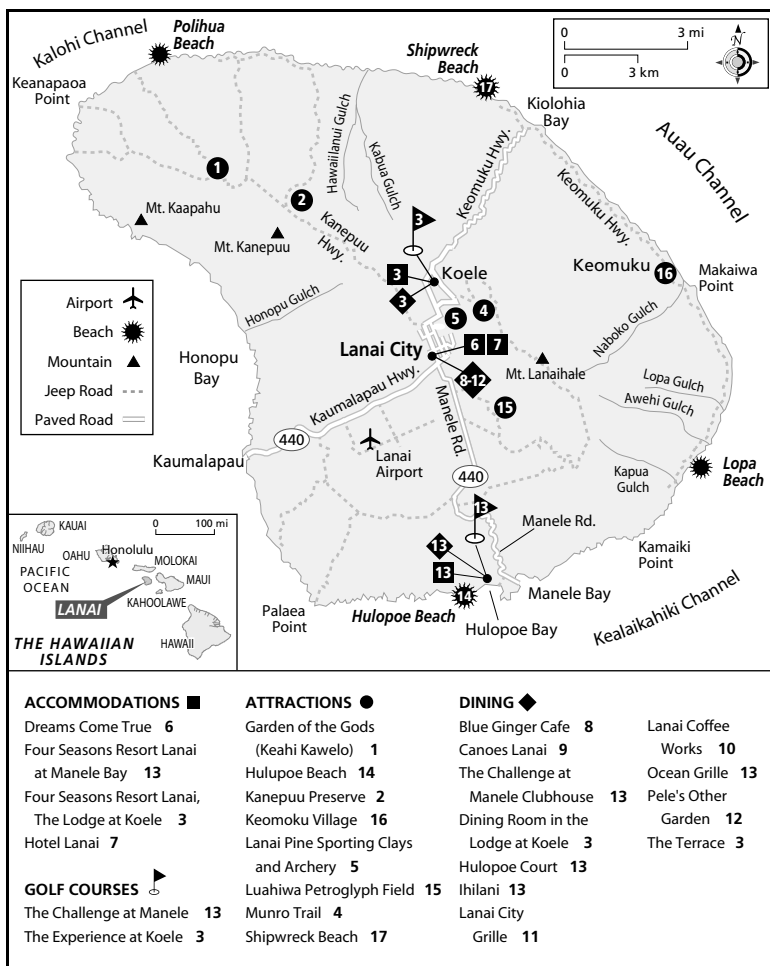 Kalohi Channel
Polihua
Beach
Shipwreck
Beach
17
0 3 mi
0 3 km
N
Keanapaoa
Point
Kiolohia
Bay
Auau Channel
Hawaiilanui Gulch
Kabua Gulch
Keomuku Hwy.
Keomuku Hwy.
1
2
Mt. Kaapahu
Mt. Kanepuu
Kanepuu
Hwy.
3
3
3
Koele
Keomuku
16
Makaiwa
Point
Airport
Beach
Mountain
Jeep Road
Paved Road
Honopu Gulch
Honopu
Bay
5
4
Lanai City
6 7
8-12
Mt. Lanaihale
Naboko Gulch
Lopa Gulch
Awehi Gulch
15
Kaumalapau Hwy.
Manele Rd.
440
Kaumalapau
Lanai
Airport
440
Kapua
Gulch
Lopa
Beach
13
Manele Rd.
13
13
Kamaiki
Point
Manele Bay
Hulopoe Beach
14
Hulopoe Bay
Palaea
Point
Kealaikahiki Channel
KAUAI
0 100 mi
NIIHAU
OAHU
Honolulu
MOLOKAI
PACIFIC
OCEAN
MAUI
LANAI
KAHOOLAWE
HAWAII
THE HAWAIIAN
ISLANDS
ACCOMMODATIONS
Dreams Come True 6
Four Seasons Resort Lanai
at Manele Bay 13
Four Seasons Resort Lanai,
The Lodge at Koele 3
Hotel Lanai 7
GOLF COURSES
The Challenge at Manele 13
The Experience at Koele 3
ATTRACTIONS
Garden of the Gods
(Keahi Kawelo) 1
Hulupoe Beach 14
Kanepuu Preserve 2
Keomoku Village 16
Lanai Pine Sporting Clays
and Archery 5
Luahiwa Petroglyph Field 15
Munro Trail 4
Shipwreck Beach 17
DINING
Blue Ginger Cafe 8
Canoes Lanai 9
The Challenge at
Manele Clubhouse 13
Dining Room in the
Lodge at Koele 3
Hulopoe Court 13
Ihilani 13
Lanai City
Grille 11
Lanai Coffee
Works 10
Ocean Grille 13
Pele's Other
Garden 12
The Terrace 3